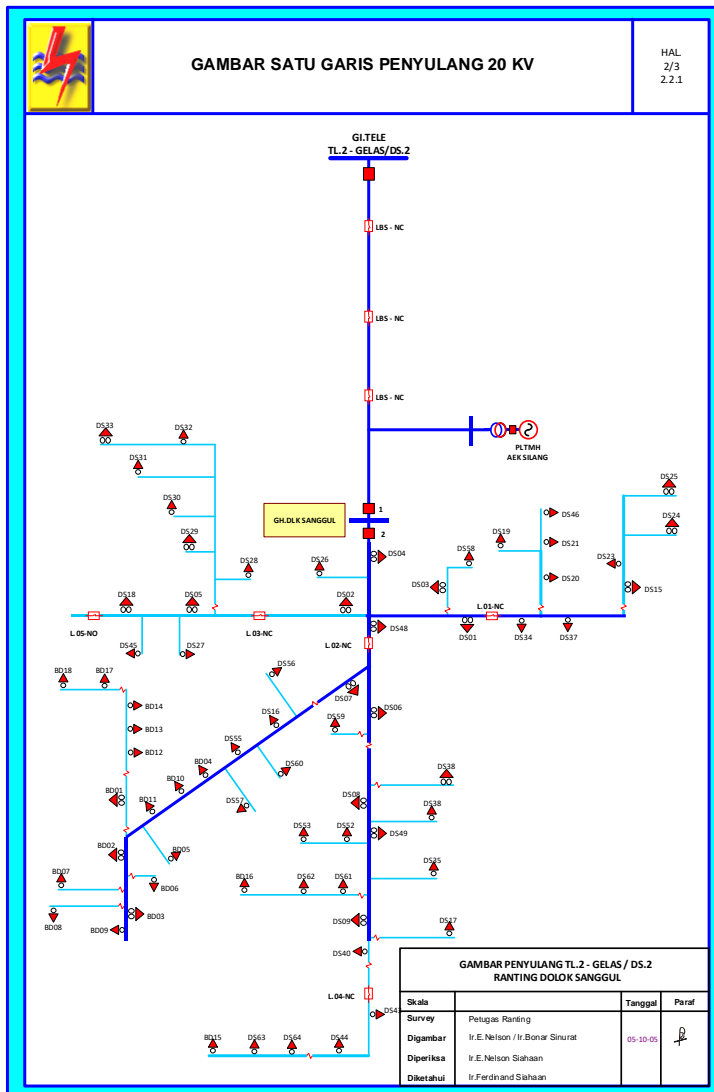 GAMBAR SATU GARIS PENYULANG 20 KV
HAL
2/3
2.2.1
GI.TELE
TL.2 - GELAS/DS.2
LBS - NC
LBS - NC
LBS - NC
PLTMH
AEK SILANG
GH.DLK SANGGUL
1
2
DS33
DS32
DS31
DS30
DS29
DS28
DS26
DS04
DS18
DS05
DS02
DS03
DS58
DS19
DS46
DS21
DS20
DS25
DS24
DS23
DS15
L.01-NC
DS01
DS34
DS37
L.05-NO
L.03-NC
DS45
DS27
DS48
L.02-NC
BD18
BD17
BD14
BD13
BD12
BD01
BD02
BD11
BD10
BD04
DS55
DS16
DS56
DS07
DS59
DS06
DS60
DS57
DS38
DS08
DS38
DS49
DS53
DS52
BD05
BD06
BD07
BD08
BD03
BD09
BD16
DS62
DS61
DS35
DS09
DS17
DS40
L.04-NC
DS43
BD15
DS63
DS64
DS44
GAMBAR PENYULANG TL.2 - GELAS / DS.2
RANTING DOLOK SANGGUL
Skala
Tanggal
Paraf
Survey
Petugas Ranting
Digambar
Ir.E.Nelson / Ir.Bonar Sinurat
05-10-05
Diperiksa
Ir.E.Nelson Siahaan
Diketahui
Ir.Ferdinand Siahaan